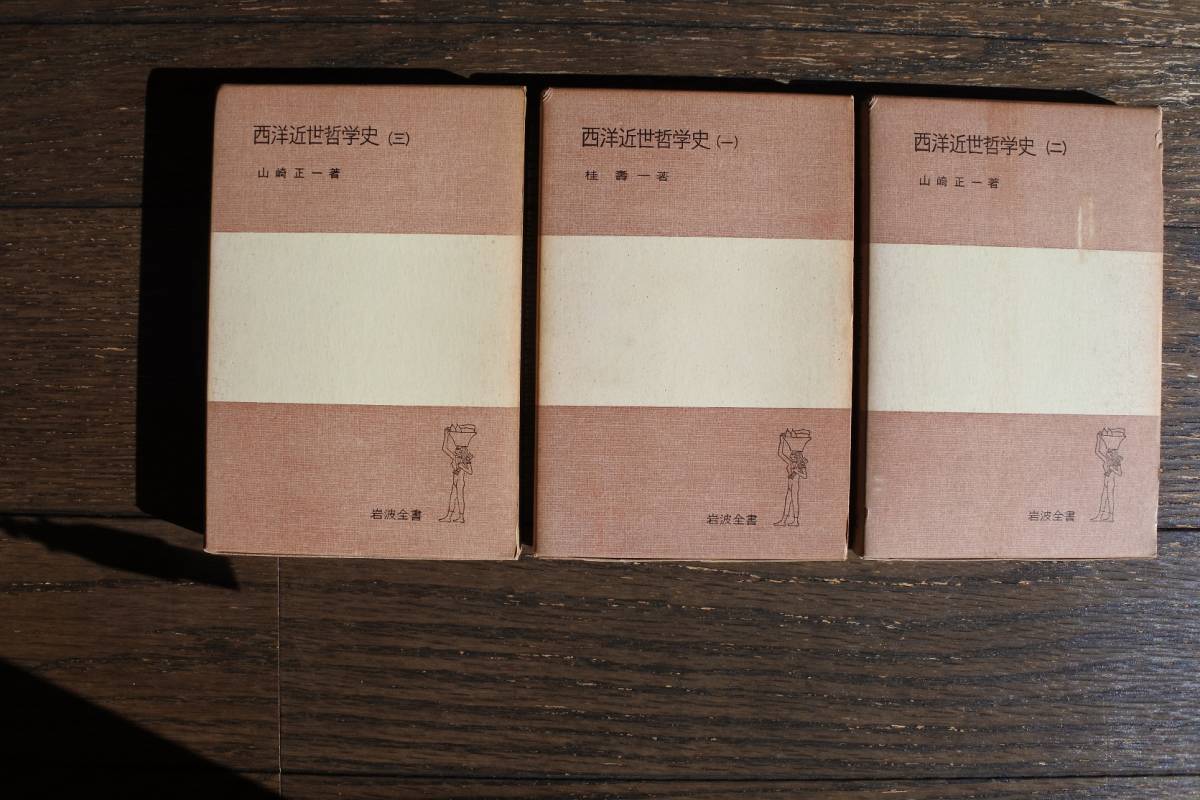 西洋近世哲学史 (三)
山崎正一著
岩波全書
西洋近世哲学史 (一)
桂壽一著
岩波全書
西洋近世哲学史 (二)
山崎正一著
岩波全書